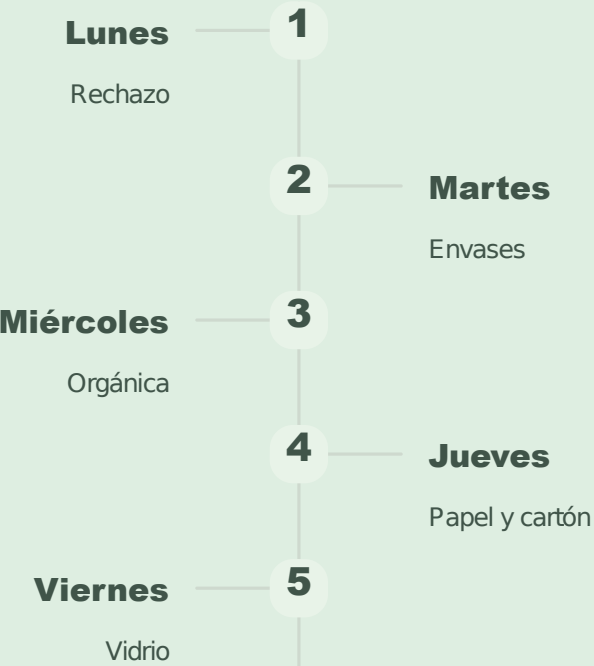 1
Lunes
Rechazo
2
Martes
Envases
3
Miércoles
Orgánica
4
Jueves
Papel y cartón
5
Viernes
Vidrio